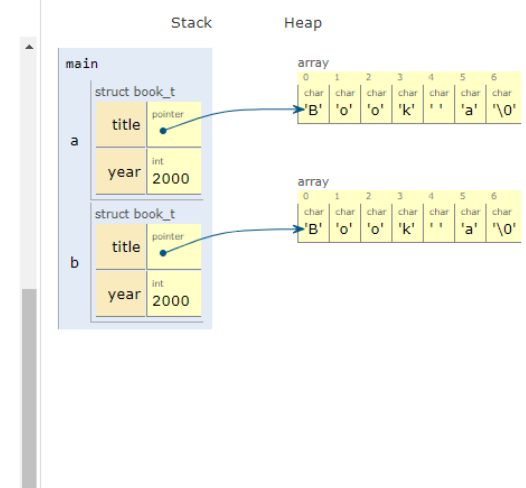 Stack Heap
main
a
struct book_t
title pointer
year int 2000
array
0 1 2 3 4 5 6
char char char char char char char
'B' 'o' 'o' 'k' ' ' 'a' '\0'
b
struct book_t
title pointer
year int 2000
array
0 1 2 3 4 5 6
char char char char char char char
'B' 'o' 'o' 'k' ' ' 'a' '\0'